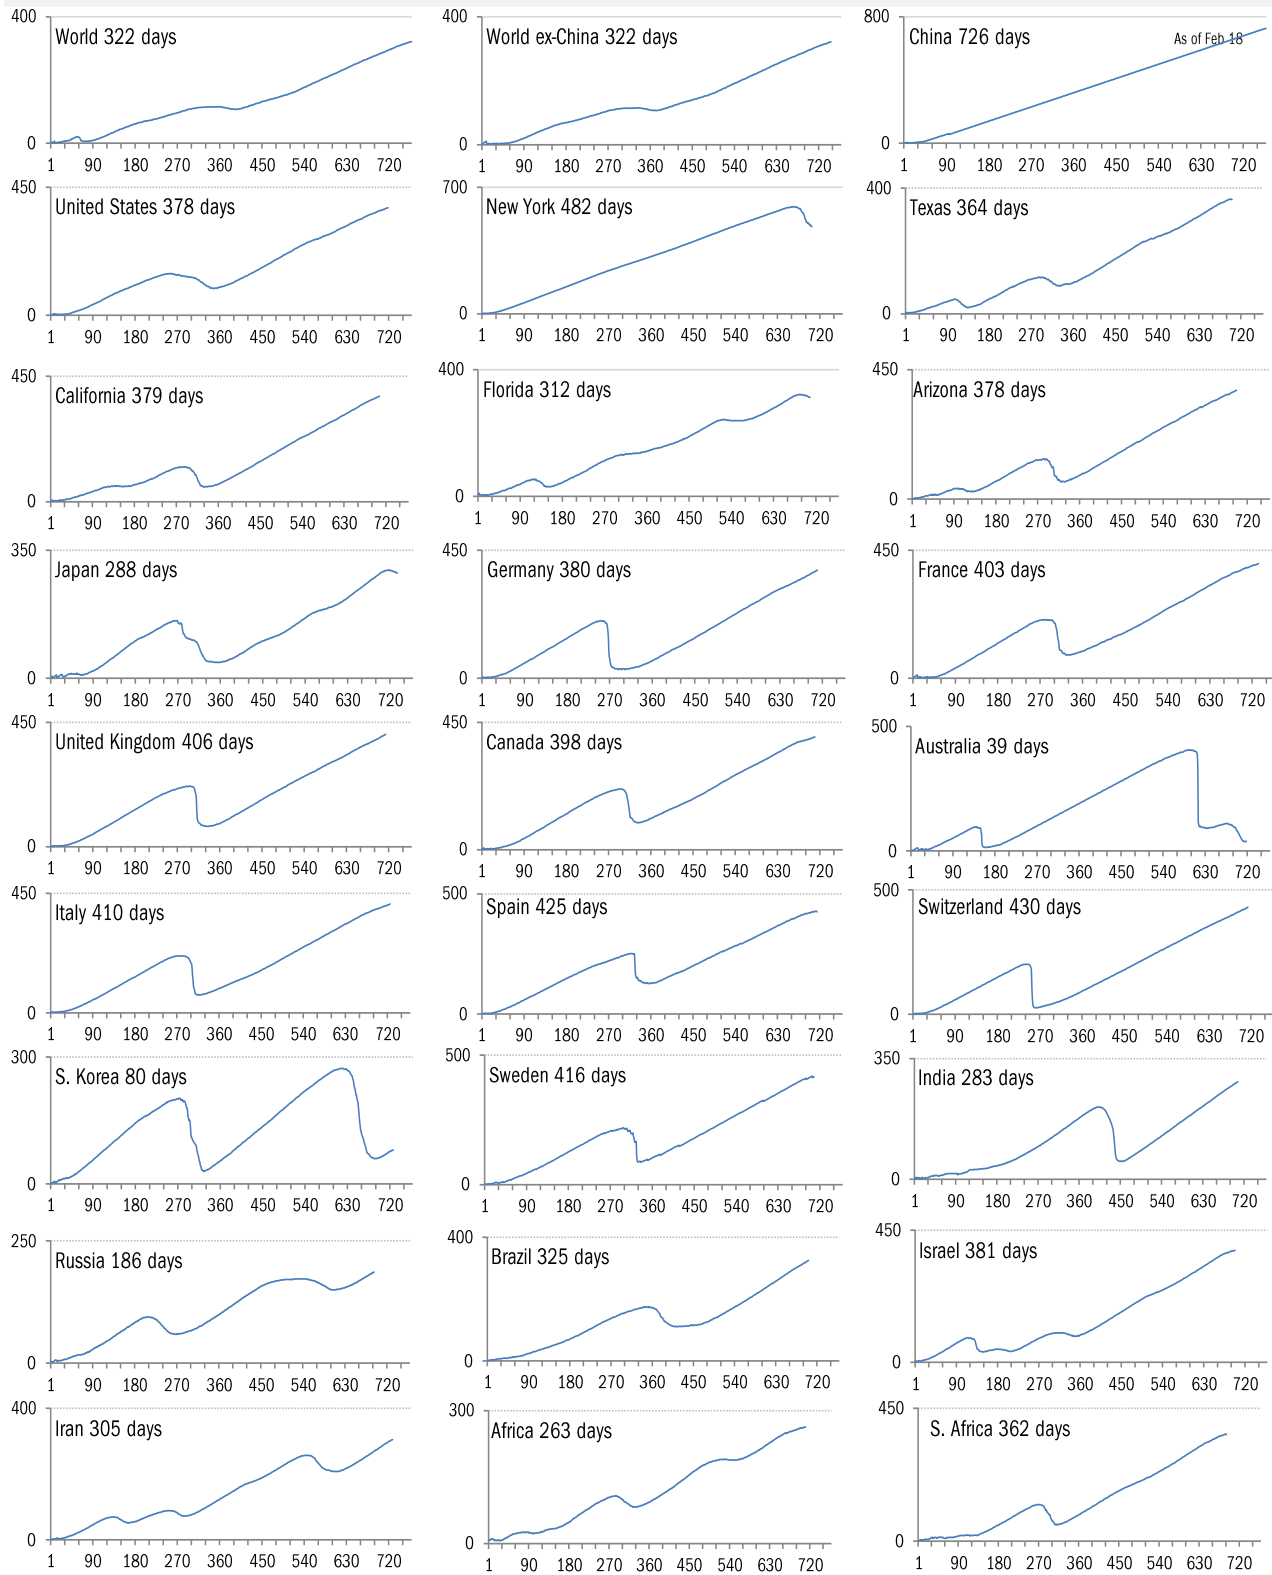 400
World 322 days
0
1 90 180 270 360 450 540 630 720
400
World ex-China 322 days
0
1 90 180 270 360 450 540 630 720
800
China 726 days
As of Feb 18
0
1 90 180 270 360 450 540 630 720
450
United States 378 days
0
1 90 180 270 360 450 540 630 720
700
New York 482 days
0
1 90 180 270 360 450 540 630 720
400
Texas 364 days
0
1 90 180 270 360 450 540 630 720
450
California 379 days
0
1 90 180 270 360 450 540 630 720
400
Florida 312 days
0
1 90 180 270 360 450 540 630 720
450
Arizona 378 days
0
1 90 180 270 360 450 540 630 720
350
Japan 288 days
0
1 90 180 270 360 450 540 630 720
450
Germany 380 days
0
1 90 180 270 360 450 540 630 720
450
France 403 days
0
1 90 180 270 360 450 540 630 720
450
United Kingdom 406 days
0
1 90 180 270 360 450 540 630 720
450
Canada 398 days
0
1 90 180 270 360 450 540 630 720
500
Australia 39 days
0
1 90 180 270 360 450 540 630 720
450
Italy 410 days
0
1 90 180 270 360 450 540 630 720
500
Spain 425 days
0
1 90 180 270 360 450 540 630 720
500
Switzerland 430 days
0
1 90 180 270 360 450 540 630 720
300
S. Korea 80 days
0
1 90 180 270 360 450 540 630 720
500
Sweden 416 days
0
1 90 180 270 360 450 540 630 720
350
India 283 days
0
1 90 180 270 360 450 540 630 720
250
Russia 186 days
0
1 90 180 270 360 450 540 630 720
400
Brazil 325 days
0
1 90 180 270 360 450 540 630 720
450
Israel 381 days
0
1 90 180 270 360 450 540 630 720
400
Iran 305 days
0
1 90 180 270 360 450 540 630 720
300
Africa 263 days
0
1 90 180 270 360 450 540 630 720
450
S. Africa 362 days
0
1 90 180 270 360 450 540 630 720